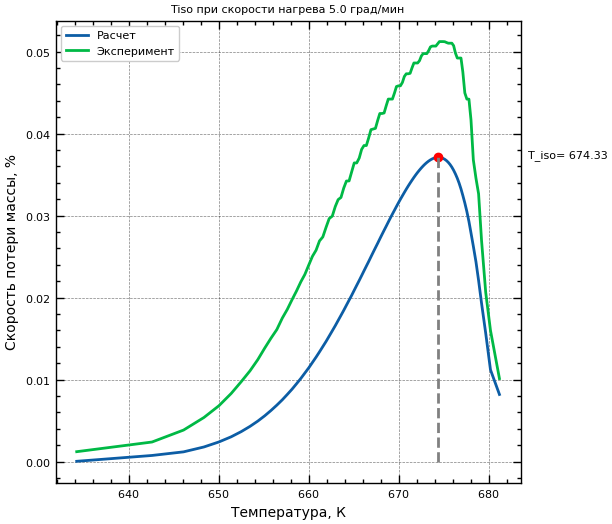 Tiso при скорости нагрева 5.0 град/мин
Расчет
Эксперимент
0.05
0.04
0.03
0.02
0.01
0.00
Скорость потери массы, %
T_iso= 674.33
640 650 660 670 680
Температура, К